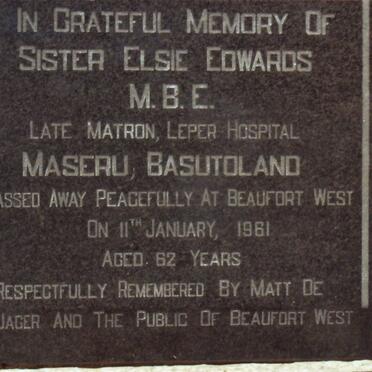 IN GRATEFUL MEMORY OF
SISTER ELSIE EDWARDS
M.B.E.
LATE MATRON, LEPER HOSPITAL
MASERU, BASUTOLAND
ASSED AWAY PEACEFULLY AT BEAUFORT WEST
ON 11TH JANUARY, 1961
AGED 62 YEARS
RESPECTFULLY REMEMBERED BY MATT DE
JAGER AND THE PUBLIC OF BEAUFORT WEST